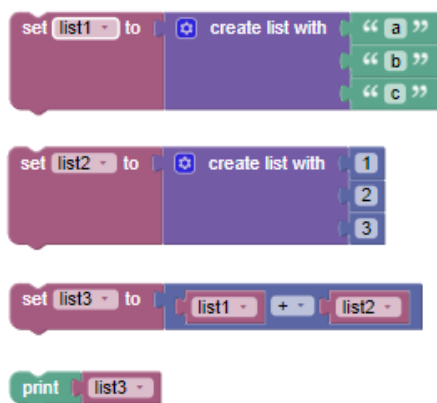 set list1 to create list with “ a ”
“ b ”
“ c ”
set list2 to create list with 1
2
3
set list3 to list1 + list2
print list3